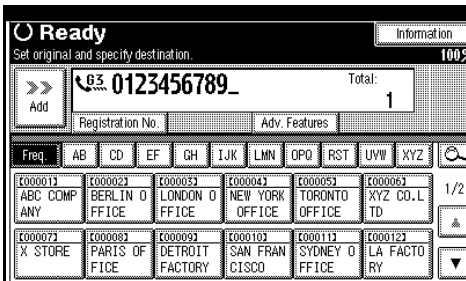 Ready
Information
Set original and specify destination.
100%
Add
G3 0123456789_
Total:
1
Registration No.
Adv. Features
Freq. AB CD EF GH IJK LMN OPQ RST UVW XYZ
[00001] [00002] [00003] [00004] [00005] [00006]
ABC COMP BERLIN O LONDON O NEW YORK TORONTO XYZ CO.L
ANY FFICE FFICE OFFICE OFFICE TD
1/2
[00007] [00008] [00009] [00010] [00011] [00012]
X STORE PARIS OF DETROIT SAN FRAN SYDNEY O LA FACTO
FICE FACTORY CISCO FFICE RY